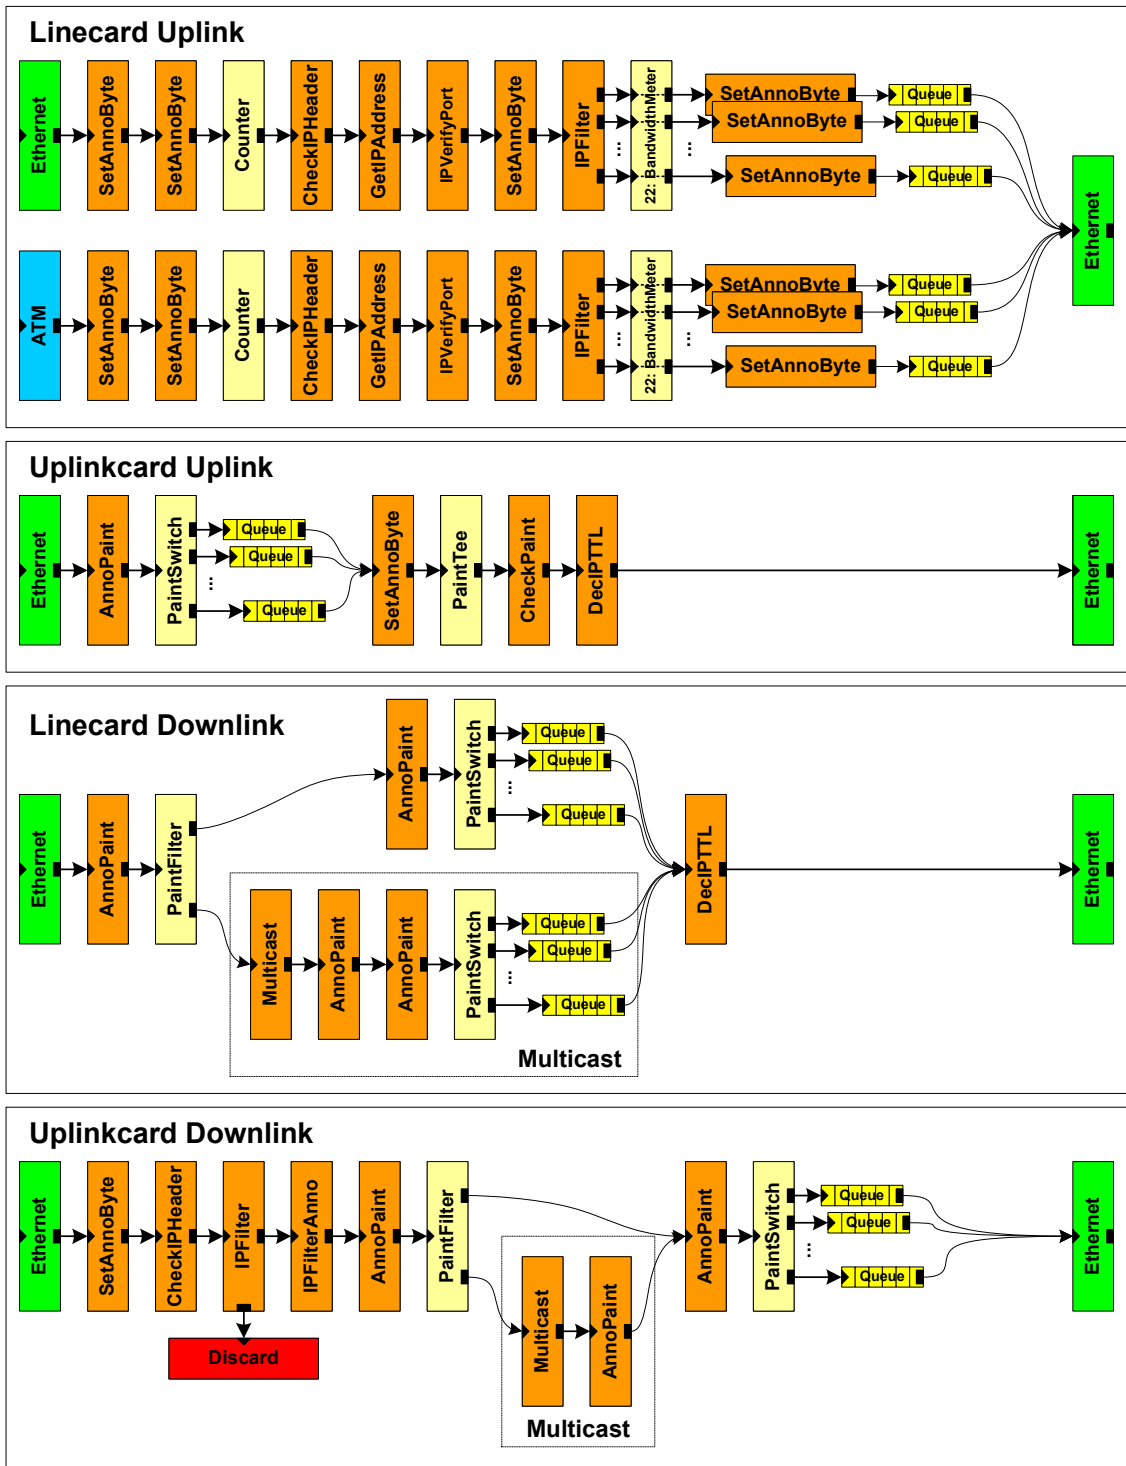 Linecard Uplink
Ethernet
SetAnnoByte
SetAnnoByte
Counter
CheckIPHeader
GetIPAddress
IPVerifyPort
SetAnnoByte
IPFilter
...
22: BandwidthMeter
...
SetAnnoByte
SetAnnoByte
SetAnnoByte
Queue
Queue
Queue
Ethernet
ATM
SetAnnoByte
SetAnnoByte
Counter
CheckIPHeader
GetIPAddress
IPVerifyPort
SetAnnoByte
IPFilter
...
22: BandwidthMeter
...
SetAnnoByte
SetAnnoByte
SetAnnoByte
Queue
Queue
Queue
Uplinkcard Uplink
Ethernet
AnnoPaint
PaintSwitch
...
Queue
Queue
Queue
SetAnnoByte
PaintTee
CheckPaint
DecIPTTL
Ethernet
Linecard Downlink
Ethernet
AnnoPaint
PaintFilter
AnnoPaint
PaintSwitch
...
Queue
Queue
Queue
Multicast
AnnoPaint
AnnoPaint
PaintSwitch
...
Queue
Queue
Queue
Multicast
DecIPTTL
Ethernet
Uplinkcard Downlink
Ethernet
SetAnnoByte
CheckIPHeader
IPFilter
IPFilterAnno
AnnoPaint
PaintFilter
Discard
Multicast
AnnoPaint
Multicast
AnnoPaint
PaintSwitch
...
Queue
Queue
Queue
Ethernet